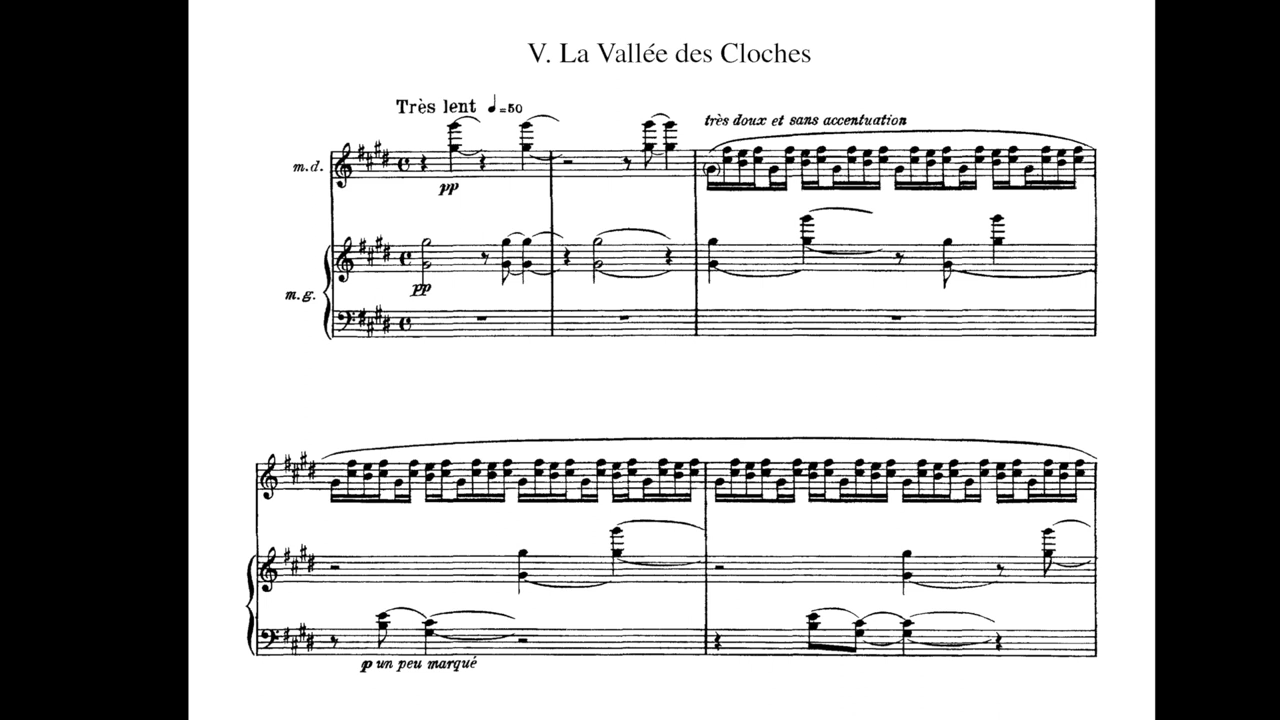 V. La Vallée des Cloches
Très lent ♩=50
très doux et sans accentuation
m.d.
pp
pp
m.g.
p un peu marqué